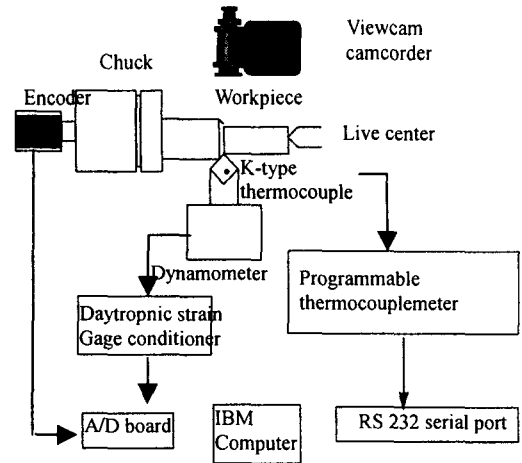 Viewcam
camcorder
Chuck
Encoder
Workpiece
Live center
K-type
thermocouple
Dynamometer
Programmable
thermocouplemeter
Daytropnic strain
Gage conditioner
A/D board
IBM
Computer
RS 232 serial port